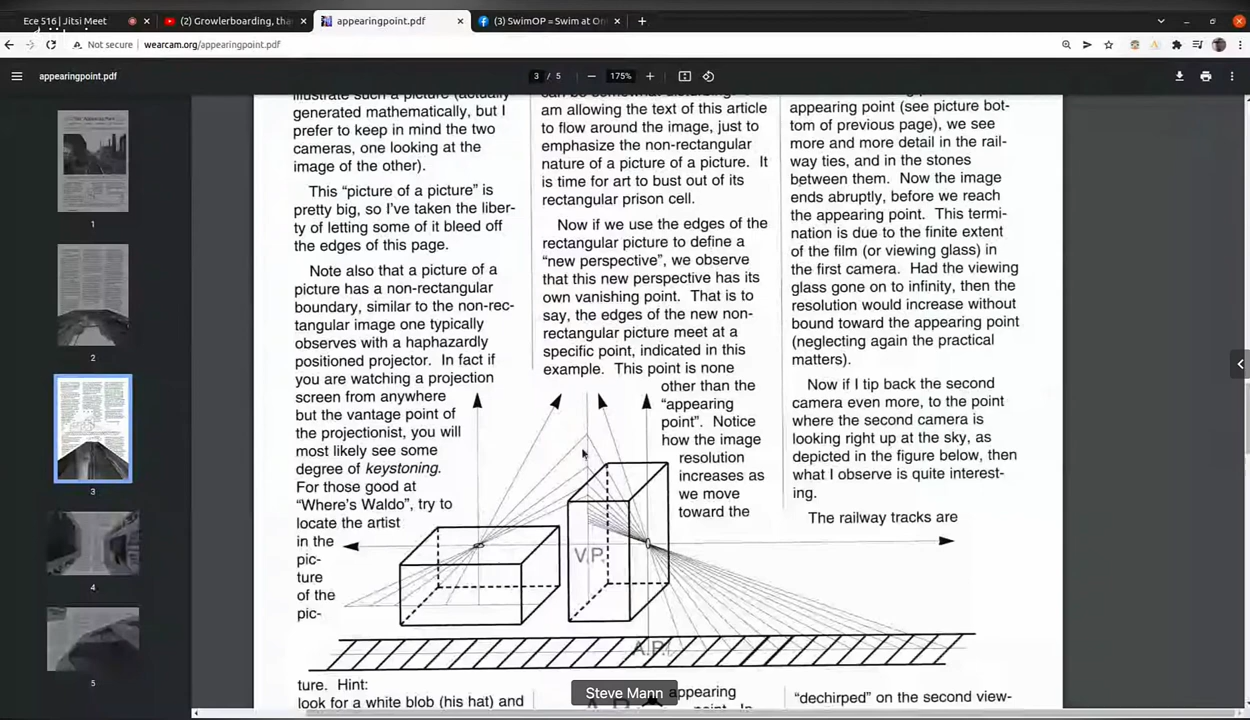 Ece 516 | Jitsi Meet
(2) Growlerboarding, tha
appearingpoint.pdf
(3) SwimOP = Swim at On
Not secure
wearcam.org/appearingpoint.pdf
appearingpoint.pdf
3 / 5
175%
1
2
3
4
5
illustrate such a picture (actually
generated mathematically, but I
prefer to keep in mind the two
cameras, one looking at the
image of the other).
This “picture of a picture” is
pretty big, so I’ve taken the liber-
ty of letting some of it bleed off
the edges of this page.
Note also that a picture of a
picture has a non-rectangular
boundary, similar to the non-rec-
tangular image one typically
observes with a haphazardly
positioned projector. In fact if
you are watching a projection
screen from anywhere
but the vantage point of
the projectionist, you will
most likely see some
degree of keystoning.
For those good at
“Where’s Waldo”, try to
locate the artist
in the
pic-
ture
of the
pic-
ture. Hint:
look for a white blob (his hat) and
can be somewhat disturbing. I
am allowing the text of this article
to flow around the image, just to
emphasize the non-rectangular
nature of a picture of a picture. It
is time for art to bust out of its
rectangular prison cell.
Now if we use the edges of the
rectangular picture to define a
“new perspective”, we observe
that this new perspective has its
own vanishing point. That is to
say, the edges of the new non-
rectangular picture meet at a
specific point, indicated in this
example. This point is none
other than the
“appearing
point”. Notice
how the image
resolution
increases as
we move
toward the
appearing
point. In
appearing point (see picture bot-
tom of previous page), we see
more and more detail in the rail-
way ties, and in the stones
between them. Now the image
ends abruptly, before we reach
the appearing point. This termi-
nation is due to the finite extent
of the film (or viewing glass) in
the first camera. Had the viewing
glass gone on to infinity, then the
resolution would increase without
bound toward the appearing point
(neglecting again the practical
matters).
Now if I tip back the second
camera even more, to the point
where the second camera is
looking right up at the sky, as
depicted in the figure below, then
what I observe is quite interest-
ing.
The railway tracks are
“dechirped” on the second view-
V.P.
A.P.
Steve Mann